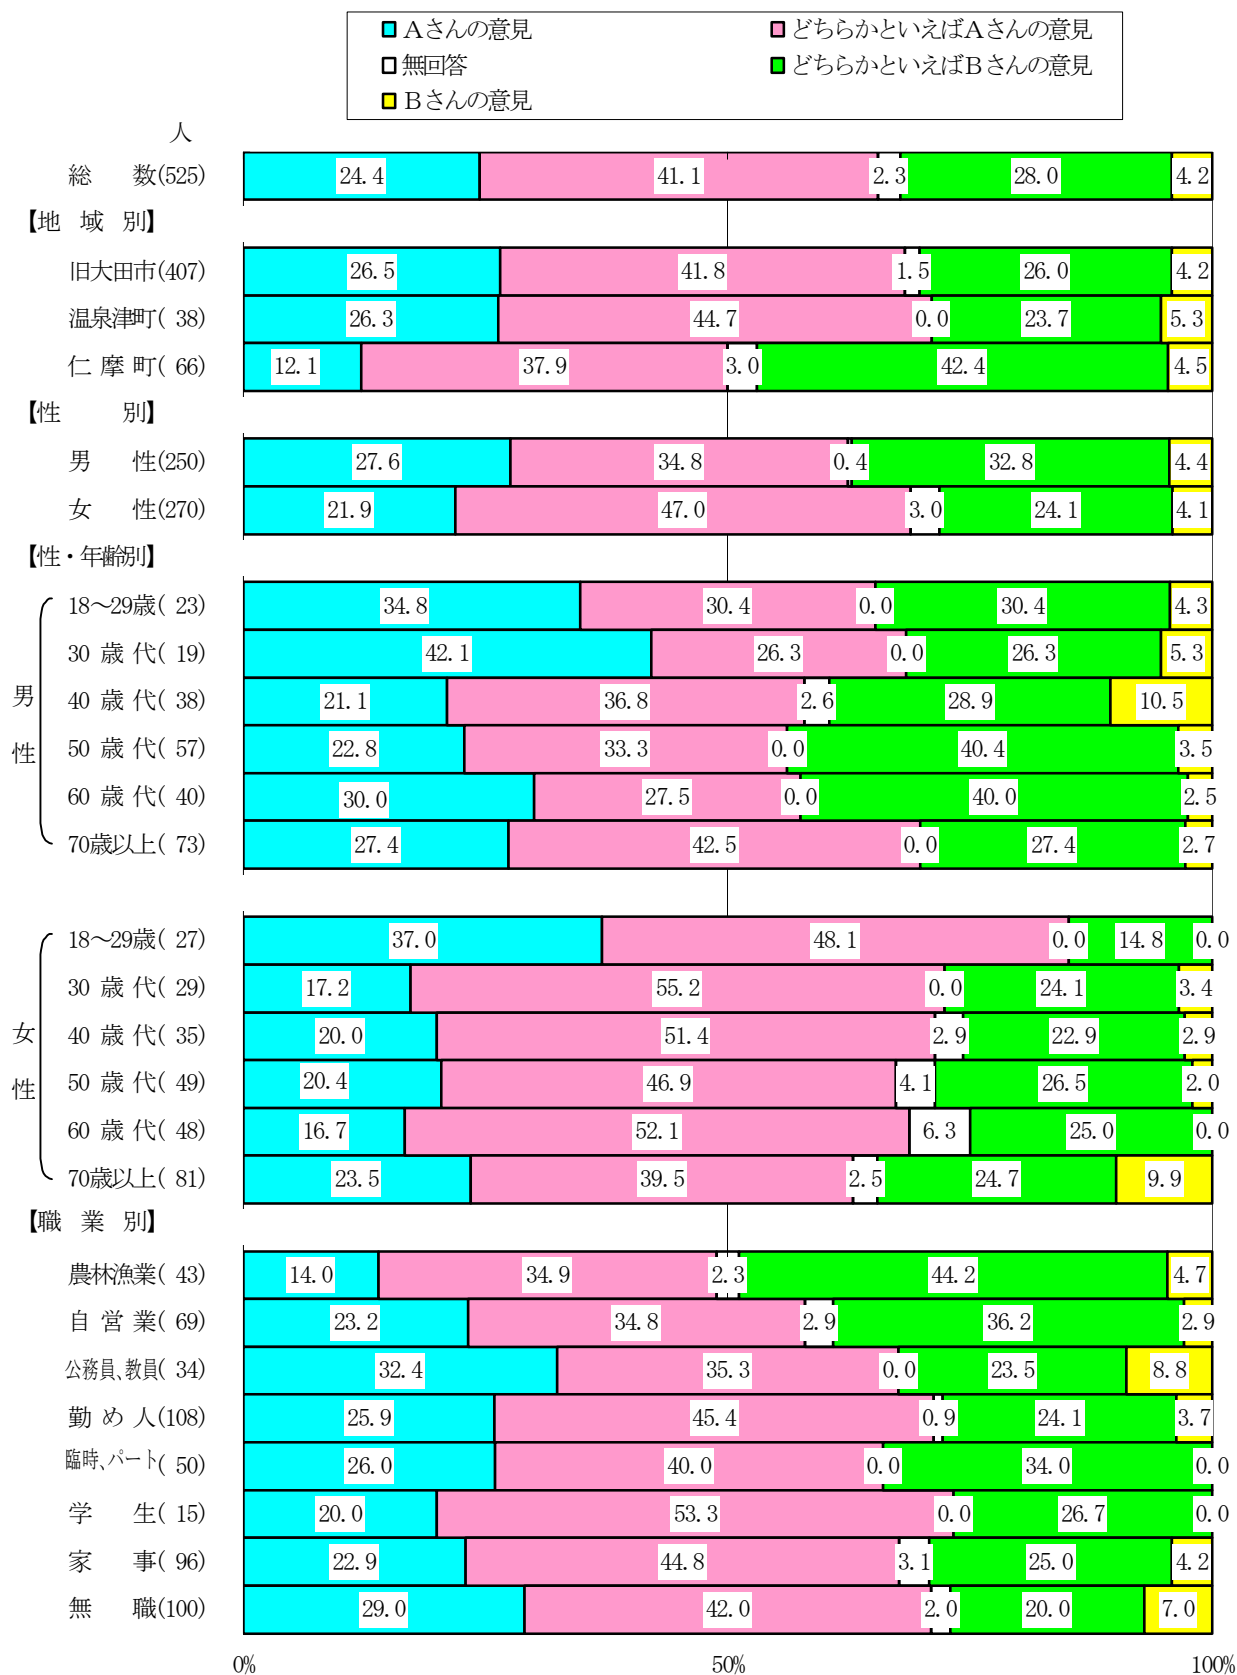 Aさんの意見 どちらかといえばAさんの意見
無回答 どちらかといえばBさんの意見
Bさんの意見
人
総 数(525) 24.4 41.1 2.3 28.0 4.2
【地 域 別】
旧大田市(407) 26.5 41.8 1.5 26.0 4.2
温泉津町( 38) 26.3 44.7 0.0 23.7 5.3
仁 摩 町( 66) 12.1 37.9 3.0 42.4 4.5
【性 別】
男 性(250) 27.6 34.8 0.4 32.8 4.4
女 性(270) 21.9 47.0 3.0 24.1 4.1
【性・年齢別】
男性
18～29歳( 23) 34.8 30.4 0.0 30.4 4.3
30 歳 代( 19) 42.1 26.3 0.0 26.3 5.3
40 歳 代( 38) 21.1 36.8 2.6 28.9 10.5
50 歳 代( 57) 22.8 33.3 0.0 40.4 3.5
60 歳 代( 40) 30.0 27.5 0.0 40.0 2.5
70歳以上( 73) 27.4 42.5 0.0 27.4 2.7
女性
18～29歳( 27) 37.0 48.1 0.0 14.8 0.0
30 歳 代( 29) 17.2 55.2 0.0 24.1 3.4
40 歳 代( 35) 20.0 51.4 2.9 22.9 2.9
50 歳 代( 49) 20.4 46.9 4.1 26.5 2.0
60 歳 代( 48) 16.7 52.1 6.3 25.0 0.0
70歳以上( 81) 23.5 39.5 2.5 24.7 9.9
【職 業 別】
農林漁業( 43) 14.0 34.9 2.3 44.2 4.7
自 営 業( 69) 23.2 34.8 2.9 36.2 2.9
公務員、教員( 34) 32.4 35.3 0.0 23.5 8.8
勤 め 人(108) 25.9 45.4 0.9 24.1 3.7
臨時、パート( 50) 26.0 40.0 0.0 34.0 0.0
学 生( 15) 20.0 53.3 0.0 26.7 0.0
家 事( 96) 22.9 44.8 3.1 25.0 4.2
無 職(100) 29.0 42.0 2.0 20.0 7.0
0% 50% 100%